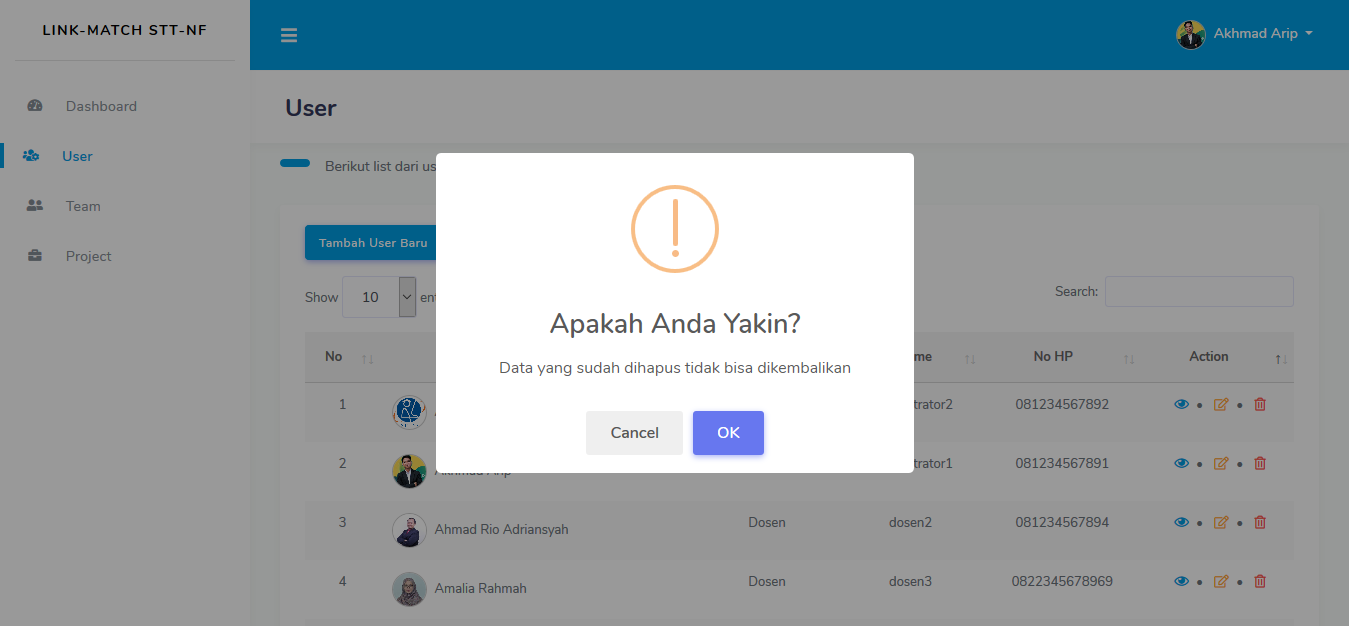 LINK-MATCH STT-NF
Akhmad Arip
Dashboard
User
Team
Project
User
Berikut list dari us
Tambah User Baru
Show 10 ent
Search:
No me No HP Action
1 trator2 081234567892
2 Akhmad Arip trator1 081234567891
3 Ahmad Rio Adriansyah Dosen dosen2 081234567894
4 Amalia Rahmah Dosen dosen3 0822345678969
Apakah Anda Yakin?
Data yang sudah dihapus tidak bisa dikembalikan
Cancel OK